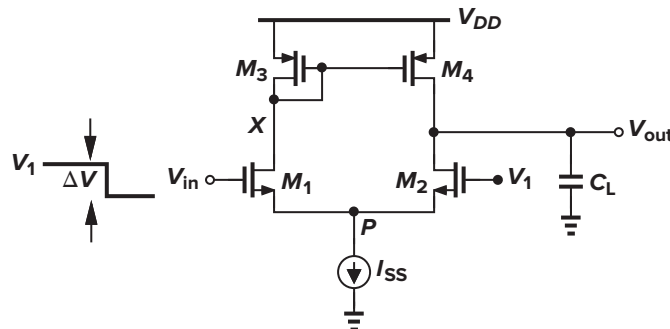 V_DD
M_3
M_4
X
V_out
V_1
ΔV
V_in
M_1
M_2
V_1
C_L
P
I_SS